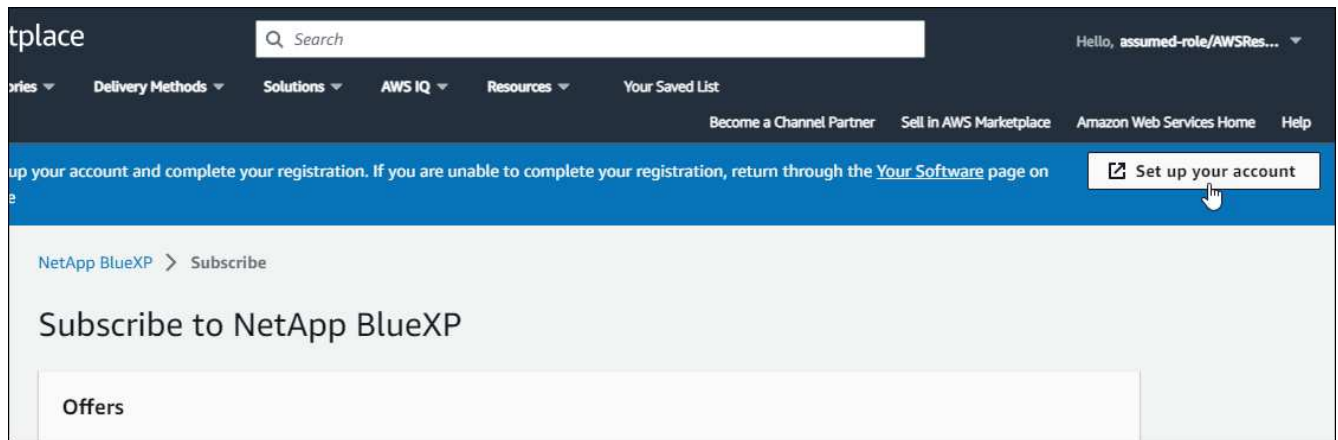 tplace
Search
Hello, assumed-role/AWSRes...
ories Delivery Methods Solutions AWS IQ Resources Your Saved List
Become a Channel Partner Sell in AWS Marketplace Amazon Web Services Home Help
up your account and complete your registration. If you are unable to complete your registration, return through the Your Software page on
e
Set up your account
NetApp BlueXP > Subscribe
Subscribe to NetApp BlueXP
Offers